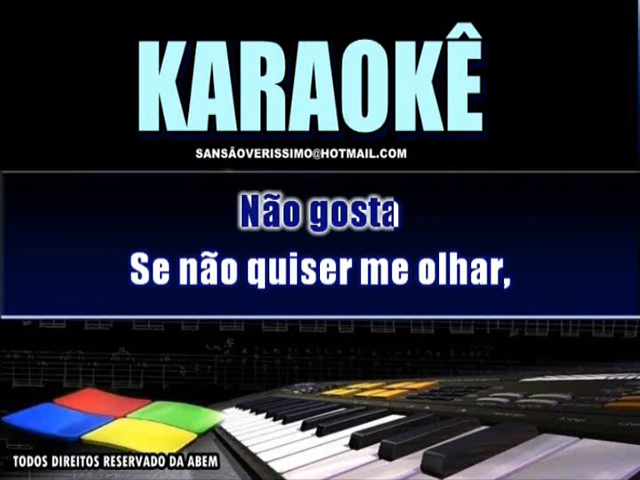 KARAOKÊ
SANSÃOVERISSIMO@HOTMAIL.COM
Não gosta
Se não quiser me olhar,
TODOS DIREITOS RESERVADO DA ABEM